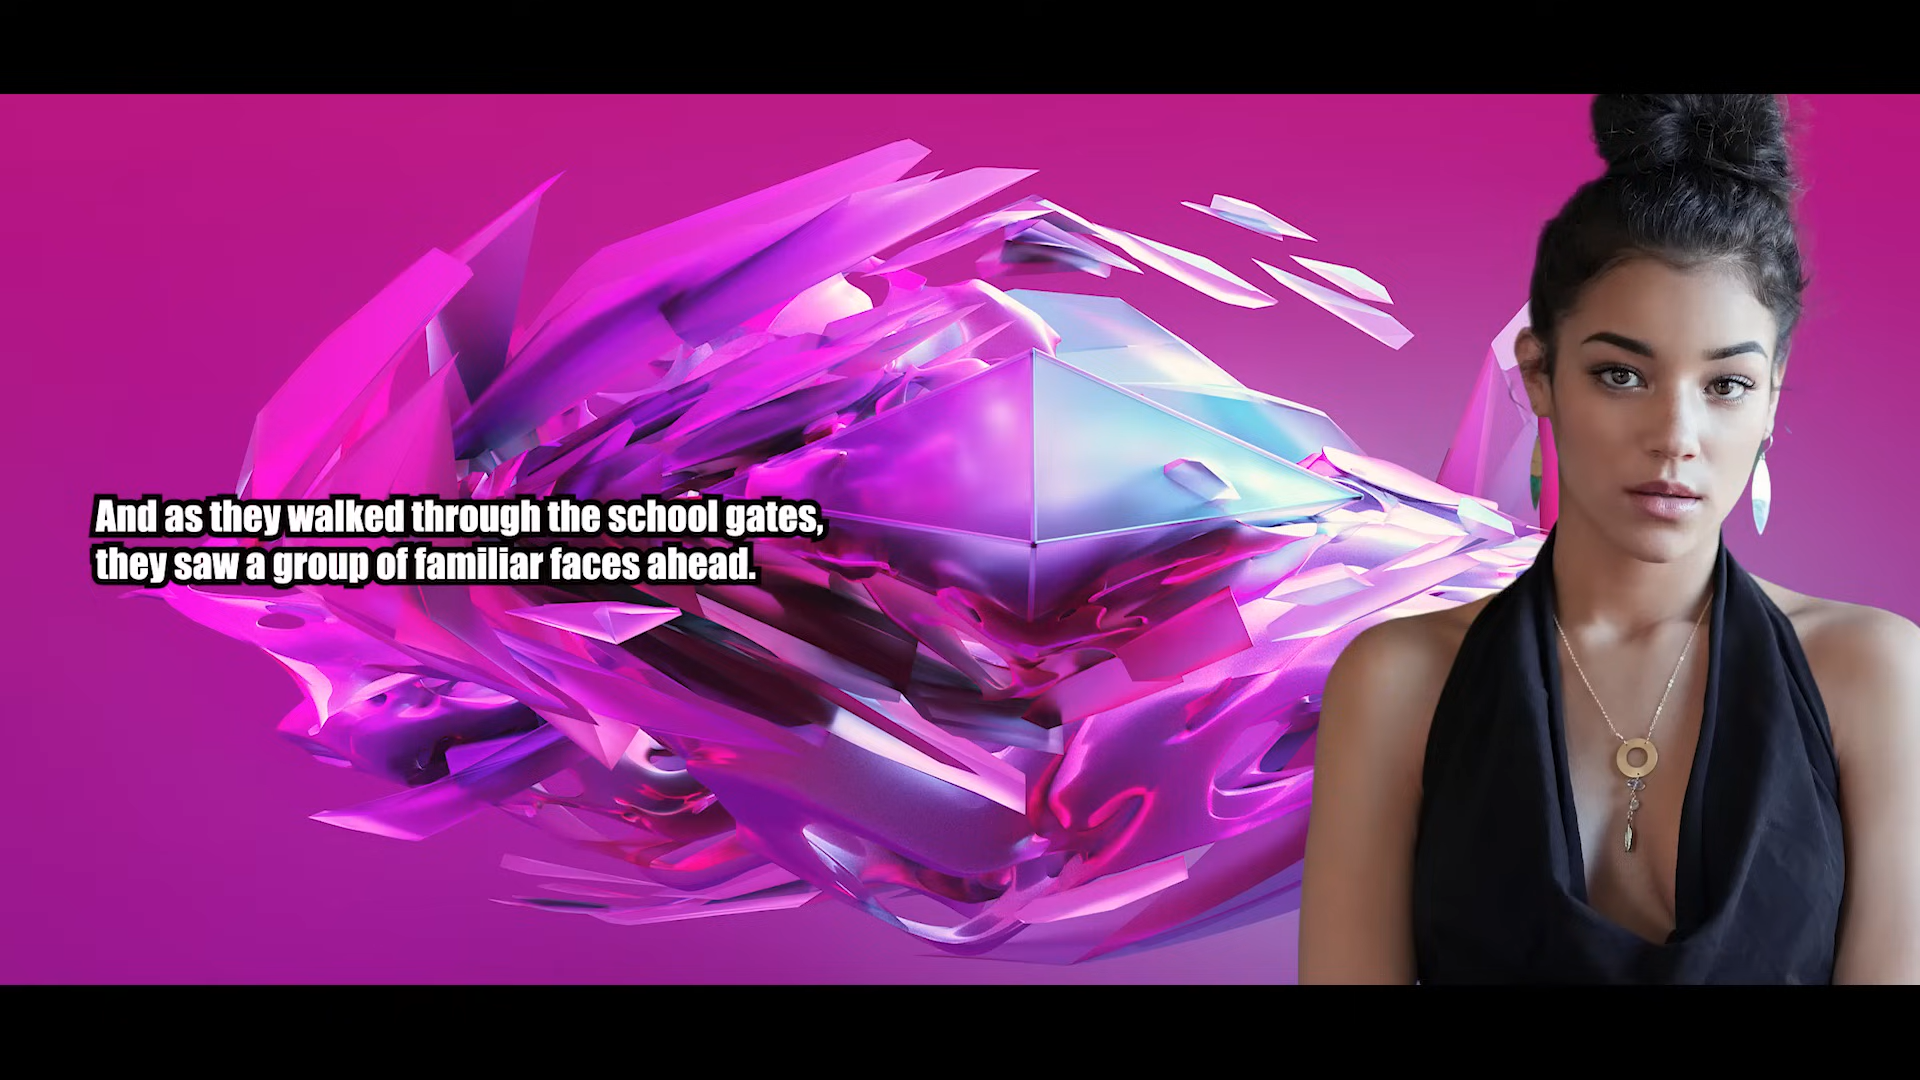 And as they walked through the school gates,
they saw a group of familiar faces ahead.